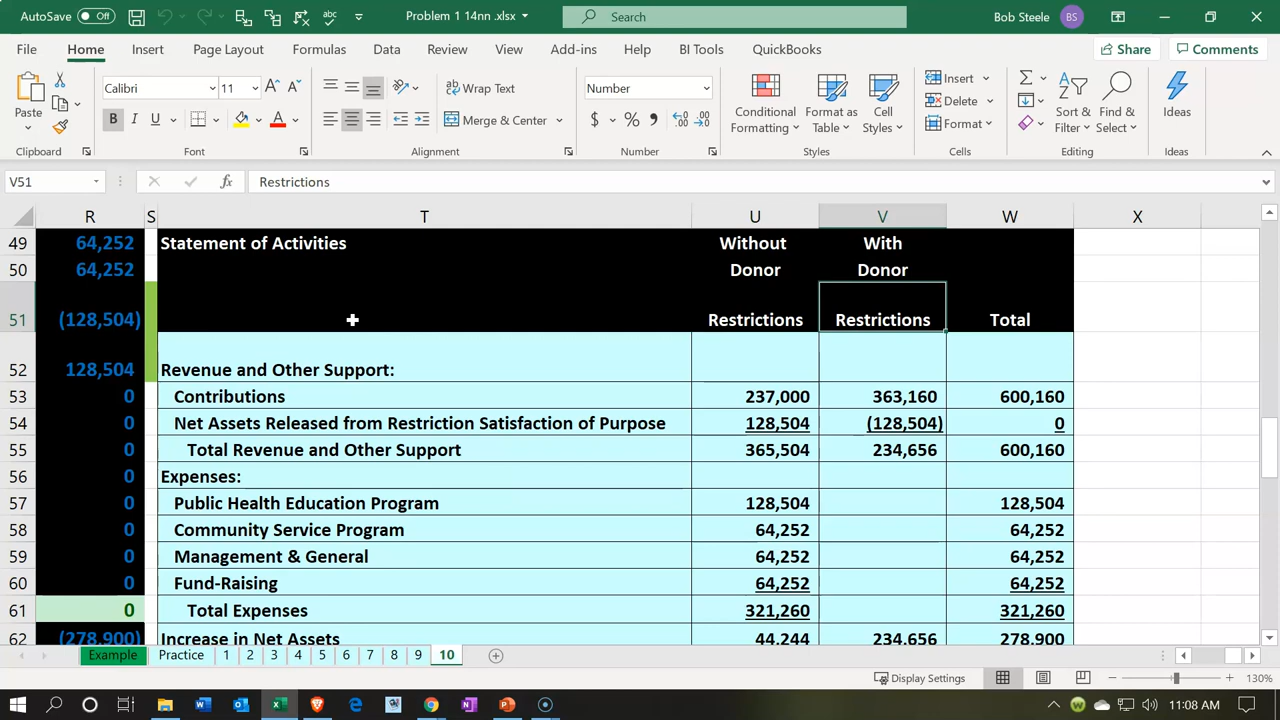 AutoSave Off Problem 1 14nn .xlsx Search Bob Steele BS
File Home Insert Page Layout Formulas Data Review View Add-ins Help BI Tools QuickBooks Share Comments
Paste Calibri 11 A A Wrap Text Number Conditional Formatting Format as Table Cell Styles Insert Sort & Filter Find & Select Ideas
B I U A Merge & Center $ % Delete
Format
Clipboard Font Alignment Number Styles Cells Editing Ideas
V51 fx Restrictions
R S T U V W X
49 64,252 Statement of Activities Without With
50 64,252 Donor Donor
51 (128,504) Restrictions Restrictions Total
52 128,504 Revenue and Other Support:
53 0 Contributions 237,000 363,160 600,160
54 0 Net Assets Released from Restriction Satisfaction of Purpose 128,504 (128,504) 0
55 0 Total Revenue and Other Support 365,504 234,656 600,160
56 0 Expenses:
57 0 Public Health Education Program 128,504 128,504
58 0 Community Service Program 64,252 64,252
59 0 Management & General 64,252 64,252
60 0 Fund-Raising 64,252 64,252
61 0 Total Expenses 321,260 321,260
62 (278,900) Increase in Net Assets 44,244 234,656 278,900
Example Practice 1 2 3 4 5 6 7 8 9 10
Display Settings 130%
11:08 AM